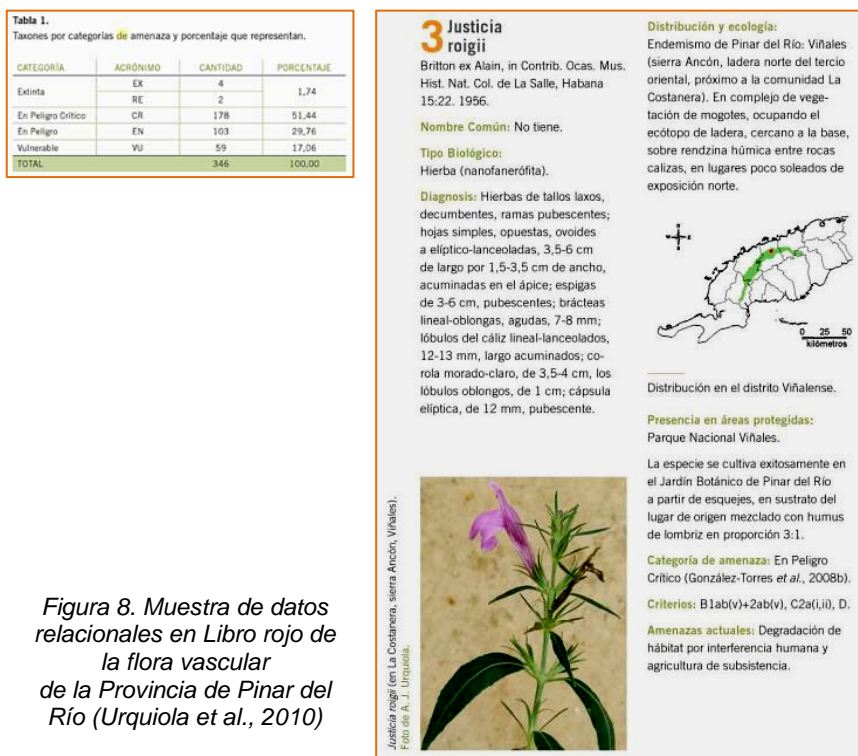 Tabla 1.
Taxones por categorías de amenaza y porcentaje que representan.
CATEGORÍA ACRÓNIMO CANTIDAD PORCENTAJE
Extinta EX 4 1,74
RE 2
En Peligro Crítico CR 178 51,44
En Peligro EN 103 29,76
Vulnerable VU 59 17,06
TOTAL 346 100,00
3 Justicia
roigii
Britton ex Alain, in Contrib. Ocas. Mus.
Hist. Nat. Col. de La Salle, Habana
15:22. 1956.
Nombre Común: No tiene.
Tipo Biológico:
Hierba (nanofanerófita).
Diagnosis: Hierbas de tallos laxos,
decumbentes, ramas pubescentes;
hojas simples, opuestas, ovoides
a elíptico-lanceoladas, 3,5-6 cm
de largo por 1,5-3,5 cm de ancho,
acuminadas en el ápice; espigas
de 3-6 cm, pubescentes; brácteas
lineal-oblongas, agudas, 7-8 mm;
lóbulos del cáliz lineal-lanceolados,
12-13 mm, largo acuminados; co-
rola morado-claro, de 3,5-4 cm, los
lóbulos oblongos, de 1 cm; cápsula
elíptica, de 12 mm, pubescente.
Justicia roigii (en La Costanera, sierra Ancón, Viñales).
Foto de A. J. Urquiola.
Distribución y ecología:
Endemismo de Pinar del Río: Viñales
(sierra Ancón, ladera norte del tercio
oriental, próximo a la comunidad La
Costanera). En complejo de vege-
tación de mogotes, ocupando el
ecótopo de ladera, cercano a la base,
sobre rendzina húmica entre rocas
calizas, en lugares poco soleados de
exposición norte.
0 25 50
kilómetros
Distribución en el distrito Viñalense.
Presencia en áreas protegidas:
Parque Nacional Viñales.
La especie se cultiva exitosamente en
el Jardín Botánico de Pinar del Río
a partir de esquejes, en sustrato del
lugar de origen mezclado con humus
de lombriz en proporción 3:1.
Categoría de amenaza: En Peligro
Crítico (González-Torres et al., 2008b).
Criterios: B1ab(v)+2ab(v), C2a(i,ii), D.
Amenazas actuales: Degradación de
hábitat por interferencia humana y
agricultura de subsistencia.
Figura 8. Muestra de datos
relacionales en Libro rojo de
la flora vascular
de la Provincia de Pinar del
Río (Urquiola et al., 2010)